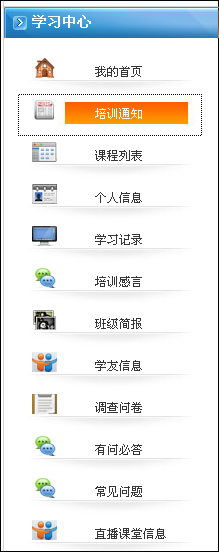 学习中心
我的首页
培训通知
课程列表
个人信息
学习记录
培训感言
班级简报
学友信息
调查问卷
有问必答
常见问题
直播课堂信息